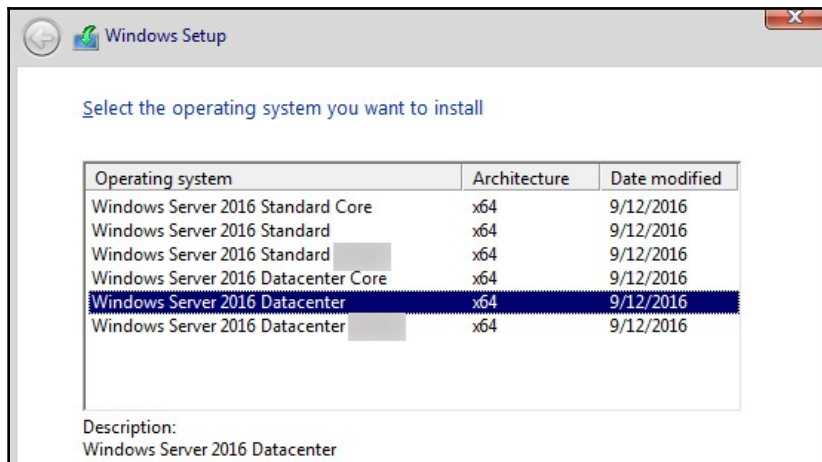 Windows Setup
Select the operating system you want to install
Operating system Architecture Date modified
Windows Server 2016 Standard Core x64 9/12/2016
Windows Server 2016 Standard x64 9/12/2016
Windows Server 2016 Standard x64 9/12/2016
Windows Server 2016 Datacenter Core x64 9/12/2016
Windows Server 2016 Datacenter x64 9/12/2016
Windows Server 2016 Datacenter x64 9/12/2016
Description:
Windows Server 2016 Datacenter